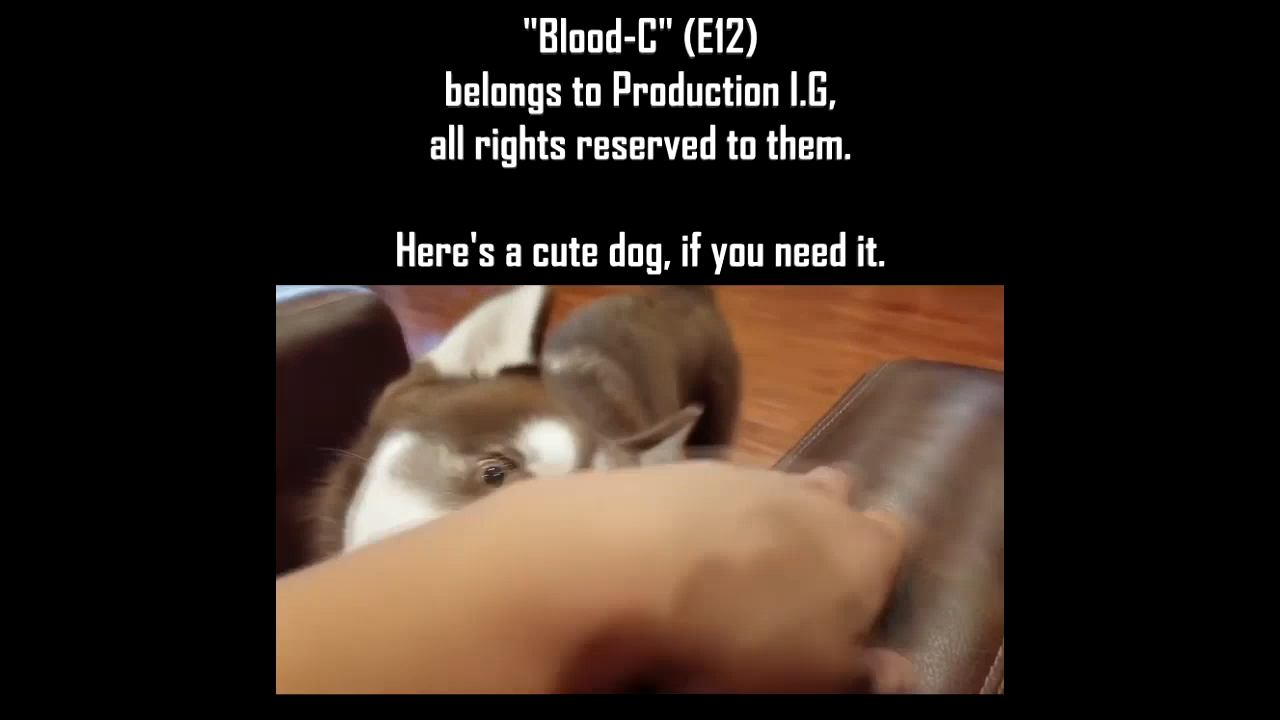 "Blood-C" (E12)
belongs to Production I.G,
all rights reserved to them.
Here's a cute dog, if you need it.